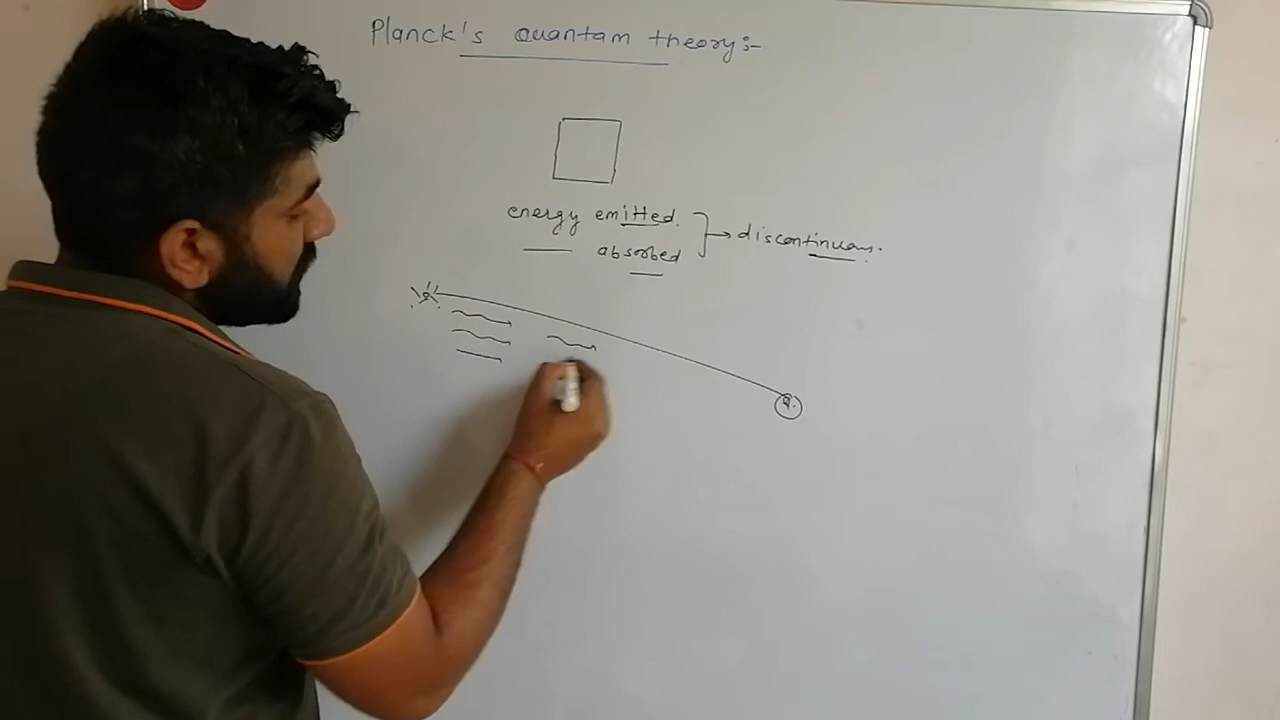 Planck's quantam theory:-
energy emitted.
absorbed
discontinuous.